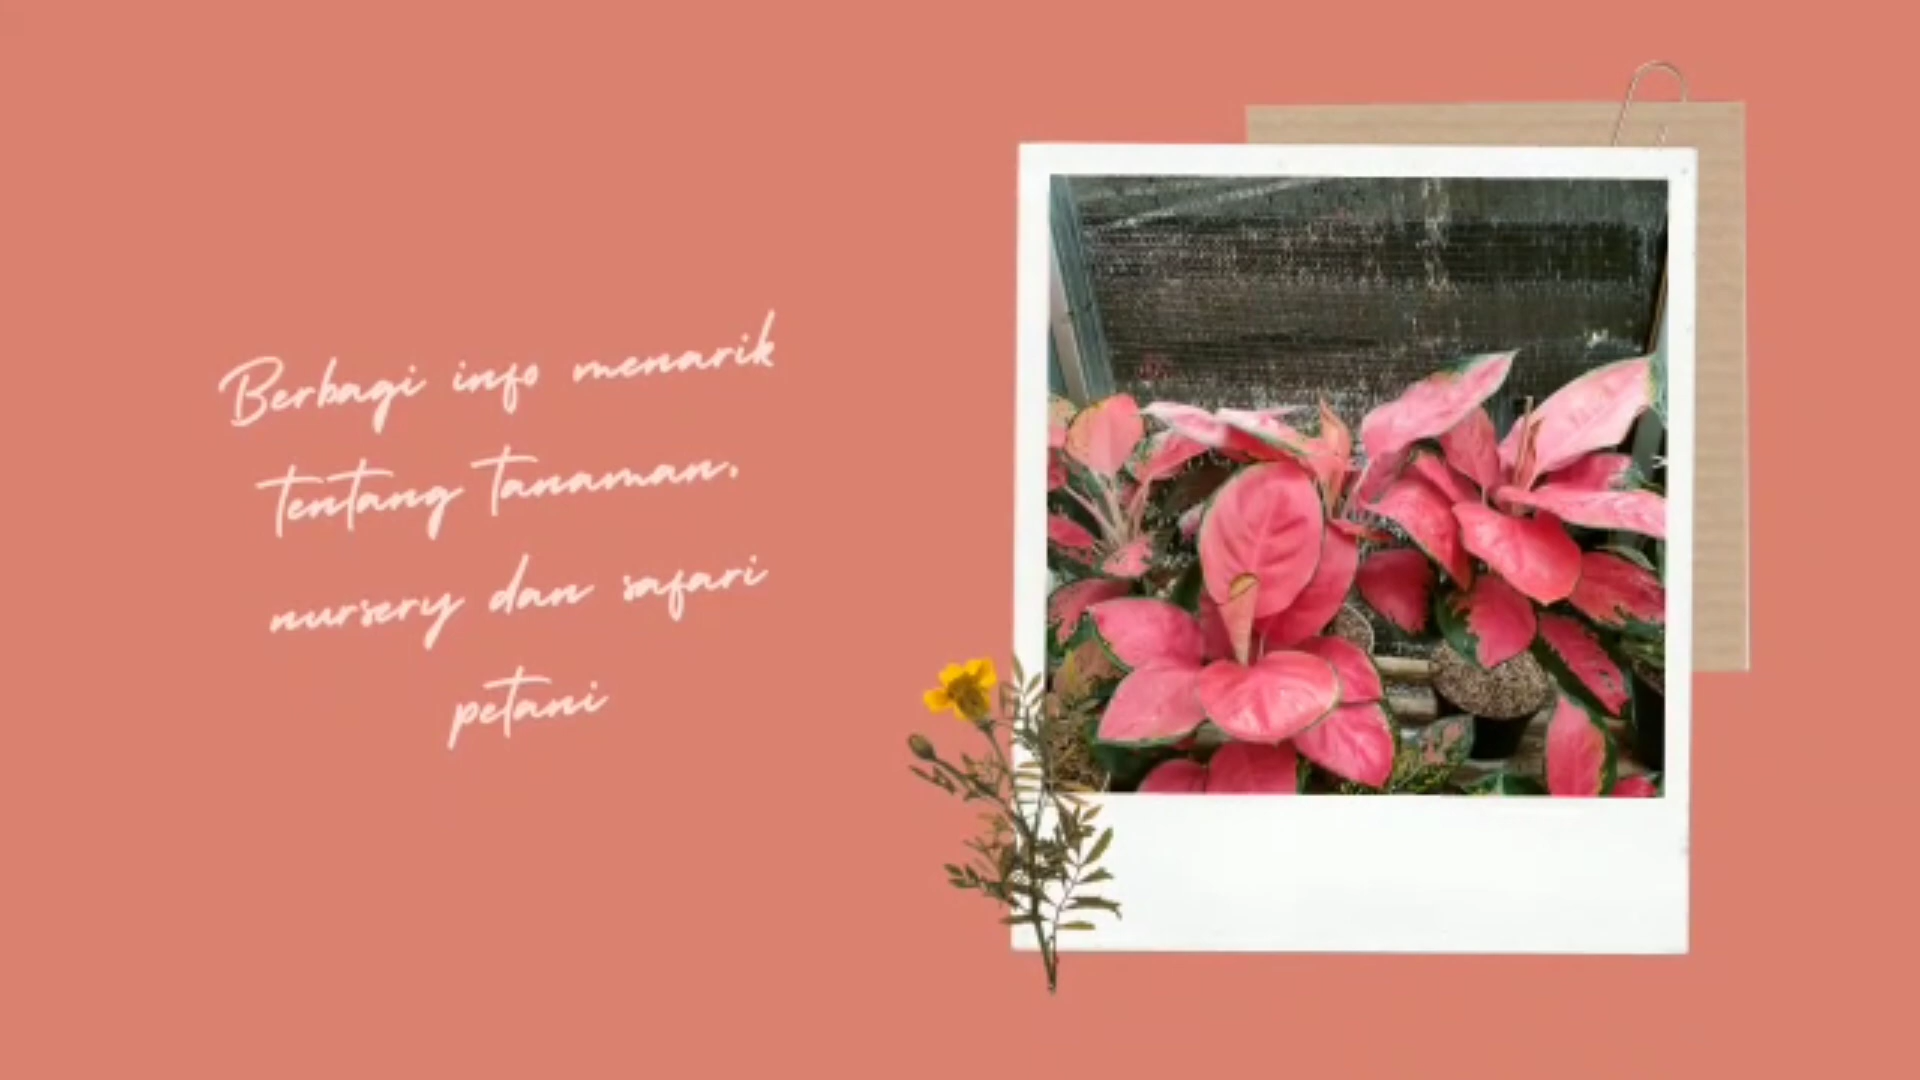 Berbagi info menarik
tentang tanaman,
nursery dan safari
petani